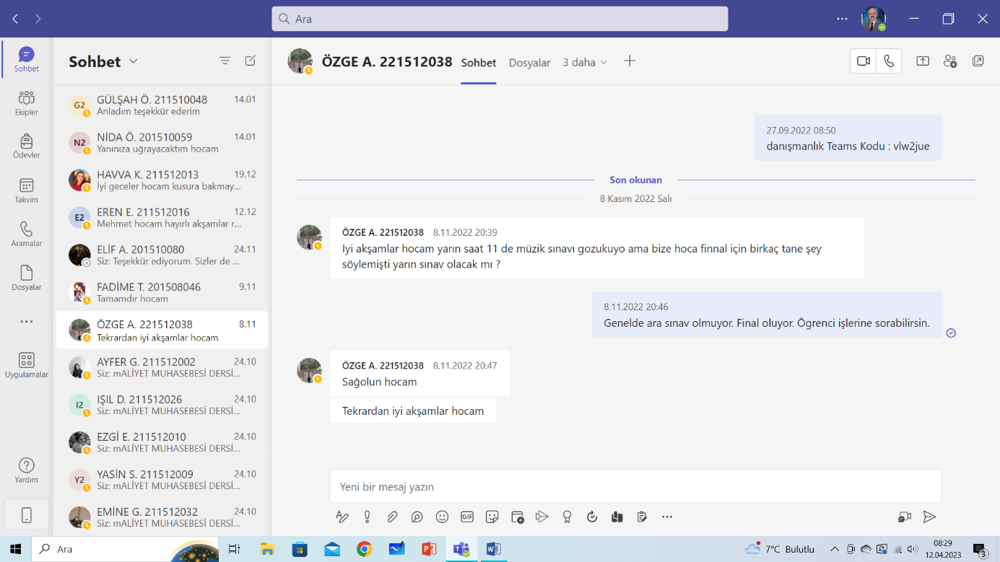 Ara
Sohbet
Ekipler
Ödevler
Takvim
Aramalar
Dosyalar
Uygulamalar
Yardım
Sohbet
G2
GÜLŞAH Ö. 211510048 14.01
Anladım teşekkür ederim
N2
NİDA Ö. 201510059 14.01
Yanınıza uğrayacaktım hocam
HAVVA K. 211512013 19.12
İyi geceler hocam kusura bakmay...
E2
EREN E. 211512016 12.12
Mehmet hocam hayırlı akşamlar r...
ELİF A. 201510080 24.11
Siz: Teşekkür ediyorum. Sizler de ...
FADİME T. 201508046 9.11
Tamamdır hocam
ÖZGE A. 221512038 8.11
Tekrardan iyi akşamlar hocam
AYFER G. 211512002 24.10
Siz: mALİYET MUHASEBESİ DERSİ...
I2
IŞIL D. 211512026 24.10
Siz: mALİYET MUHASEBESİ DERSİ...
EZGİ E. 211512010 24.10
Siz: mALİYET MUHASEBESİ DERSİ...
Y2
YASİN S. 211512009 24.10
Siz: mALİYET MUHASEBESİ DERSİ...
EMİNE G. 211512032 24.10
Siz: mALİYET MUHASEBESİ DERSİ...
ÖZGE A. 221512038 Sohbet Dosyalar 3 daha
27.09.2022 08:50
danışmanlık Teams Kodu : vlw2jue
Son okunan
8 Kasım 2022 Salı
ÖZGE A. 221512038 8.11.2022 20:39
Iyi akşamlar hocam yarın saat 11 de müzik sınavı gozukuyo ama bize hoca finnal için birkaç tane şey
söylemişti yarın sınav olacak mı ?
8.11.2022 20:46
Genelde ara sınav olmuyor. Final oluyor. Ögrenci işlerine sorabilirsin.
ÖZGE A. 221512038 8.11.2022 20:47
Sağolun hocam
Tekrardan iyi akşamlar hocam
Yeni bir mesaj yazın
GIF
Ara
7°C Bulutlu
08:29
12.04.2023
3